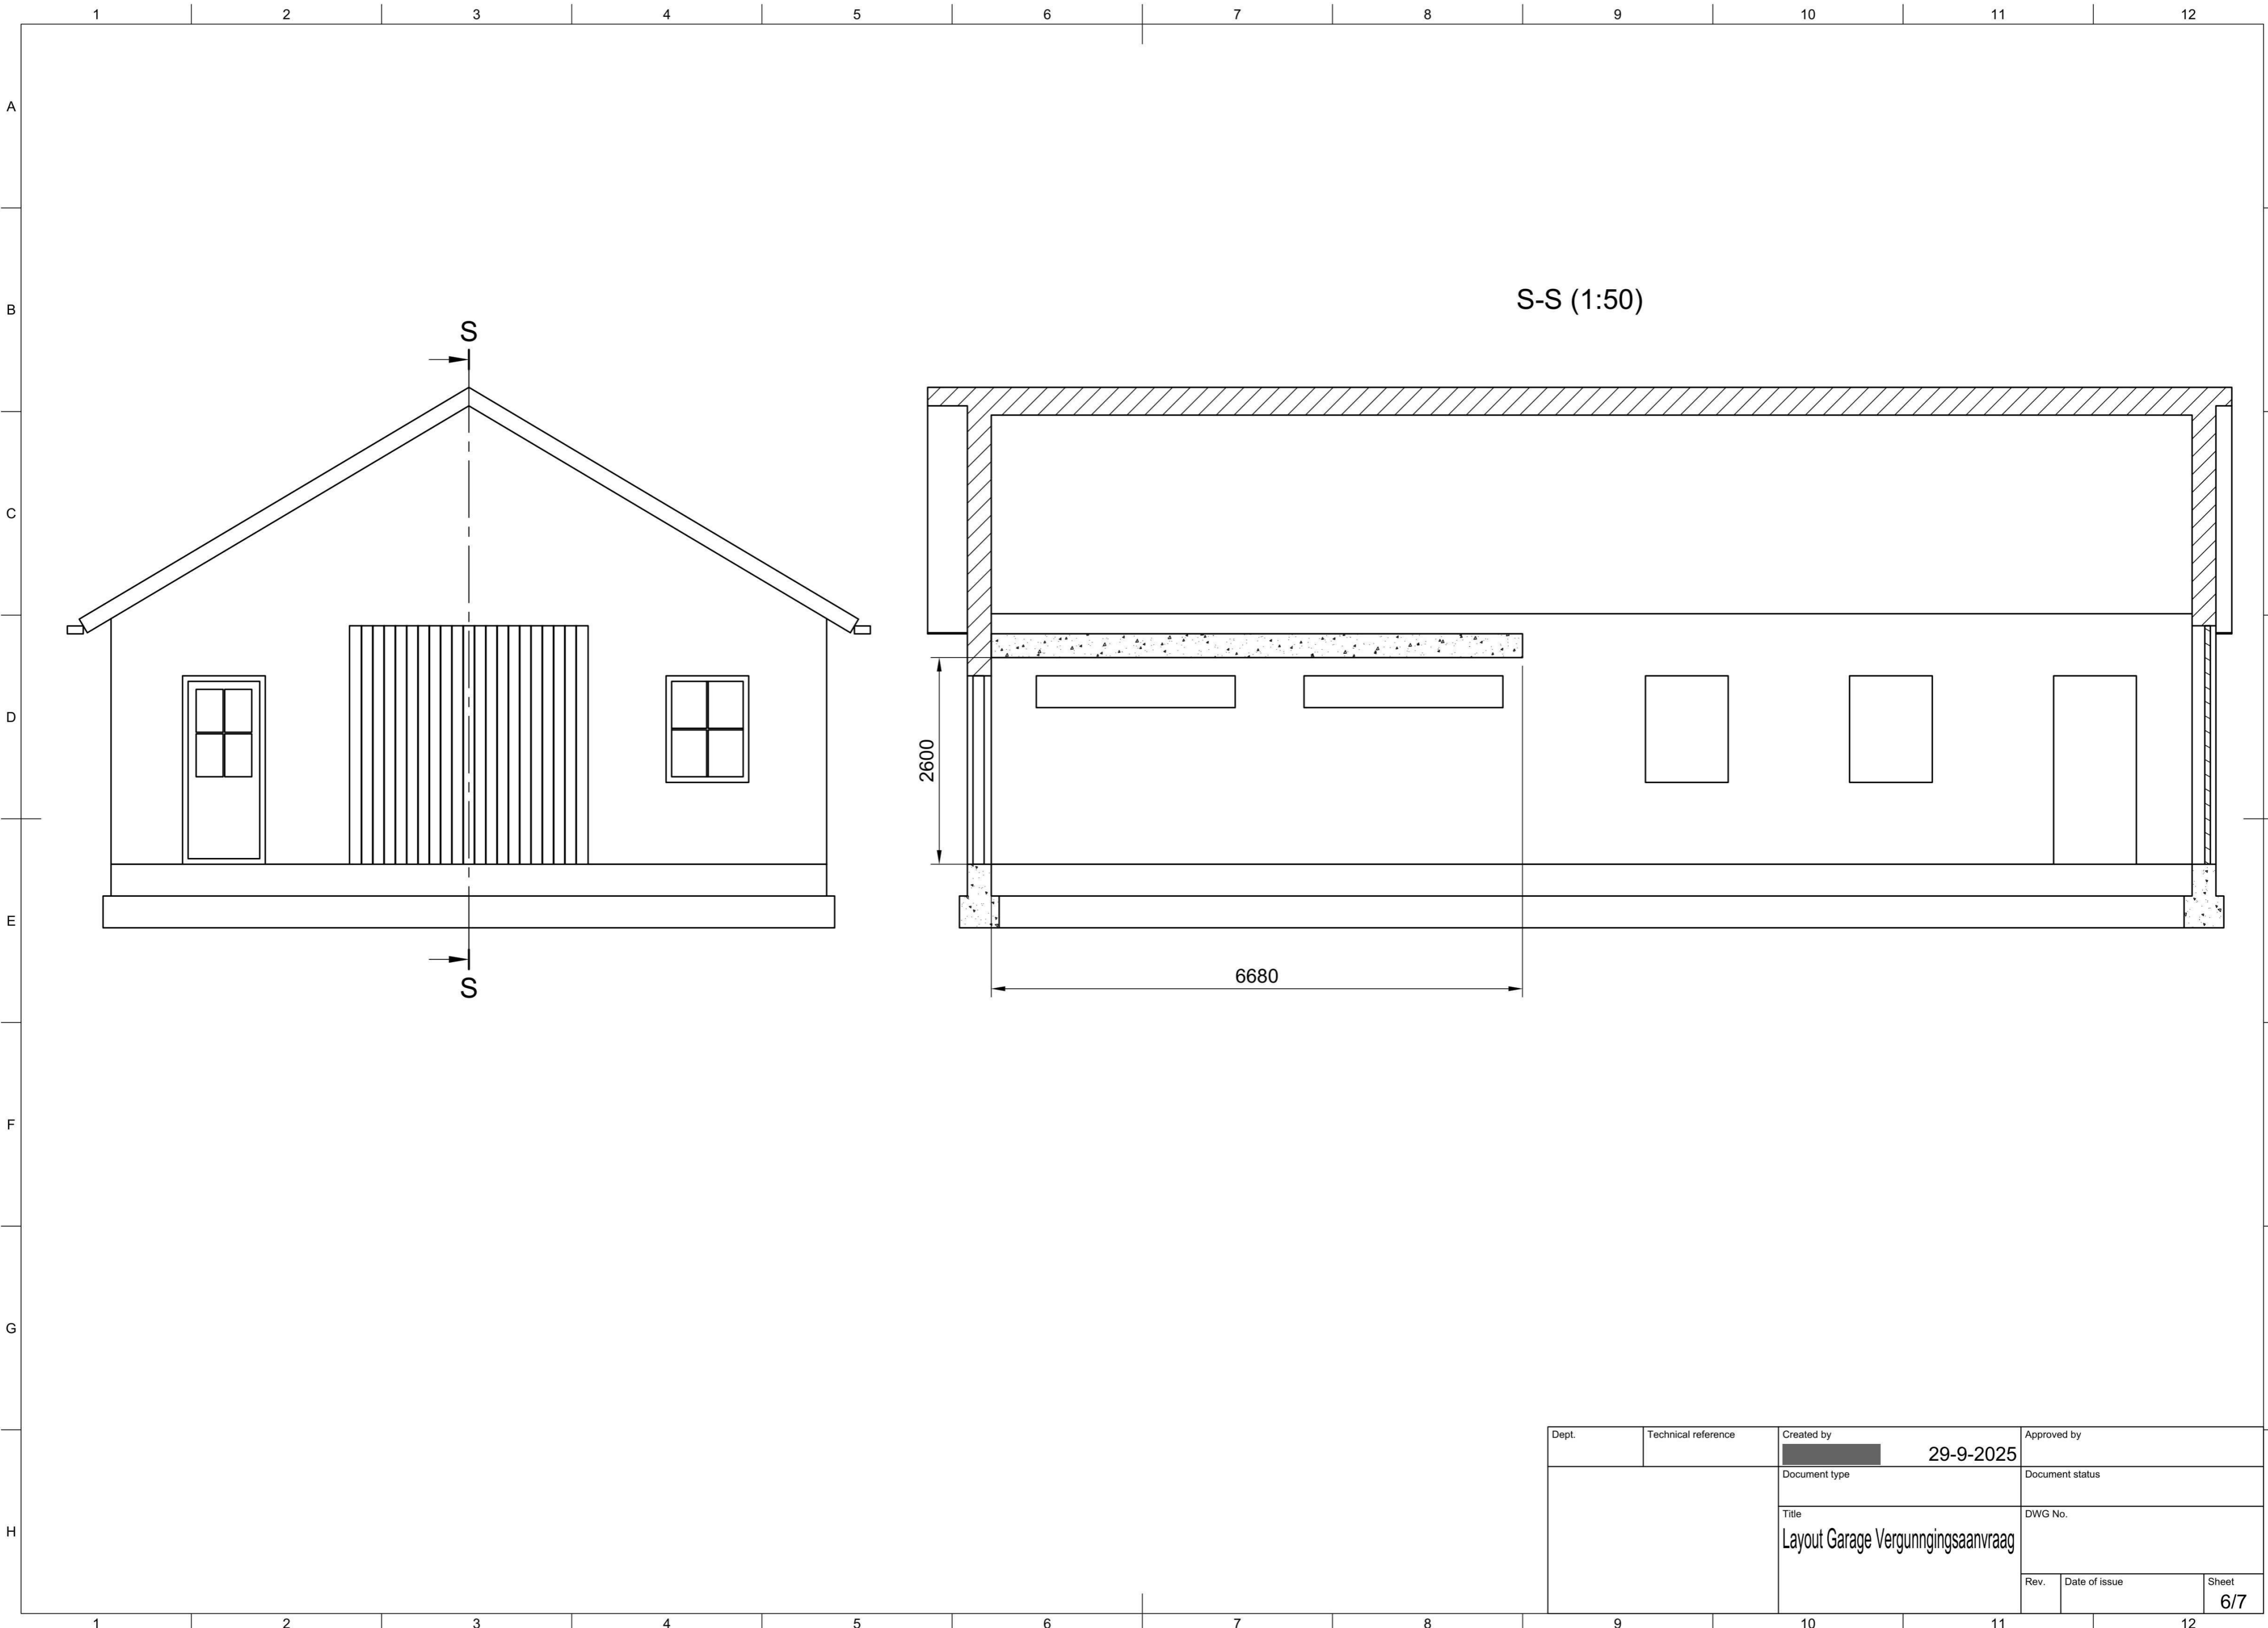 1 2 3 4 5 6 7 8 9 10 11 12
A
B
C
D
E
F
G
H
S-S (1:50)
S
S
2600
6680
Dept.
Technical reference
Created by
29-9-2025
Approved by
Document type
Document status
Title
Layout Garage Vergunngingsaanvraag
DWG No.
Rev.
Date of issue
Sheet
6/7
1 2 3 4 5 6 7 8 9 10 11 12